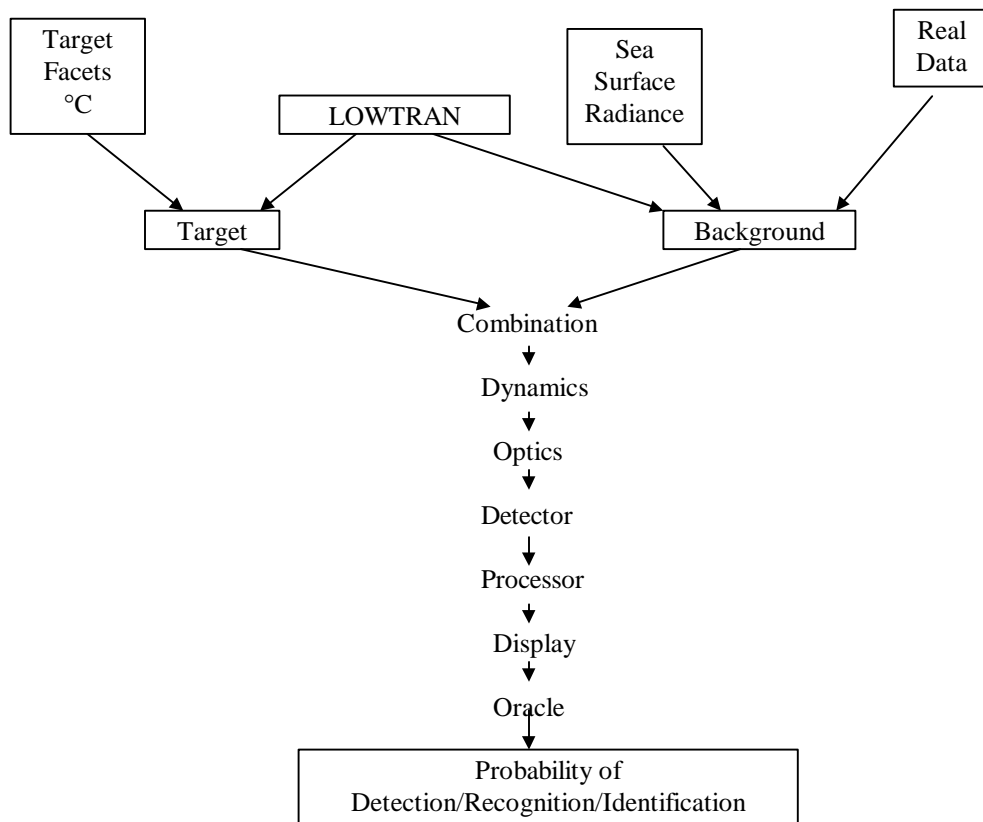 Target
Facets
°C
LOWTRAN
Sea
Surface
Radiance
Real
Data
Target
Background
Combination
Dynamics
Optics
Detector
Processor
Display
Oracle
Probability of
Detection/Recognition/Identification